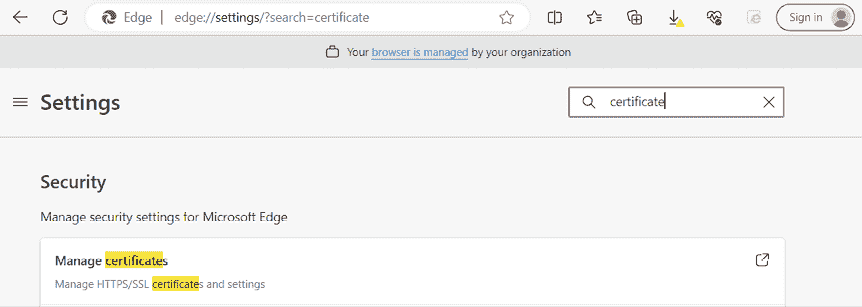 Edge edge://settings/?search=certificate Sign in
Your browser is managed by your organization
Settings certificate
Security
Manage security settings for Microsoft Edge
Manage certificates
Manage HTTPS/SSL certificates and settings